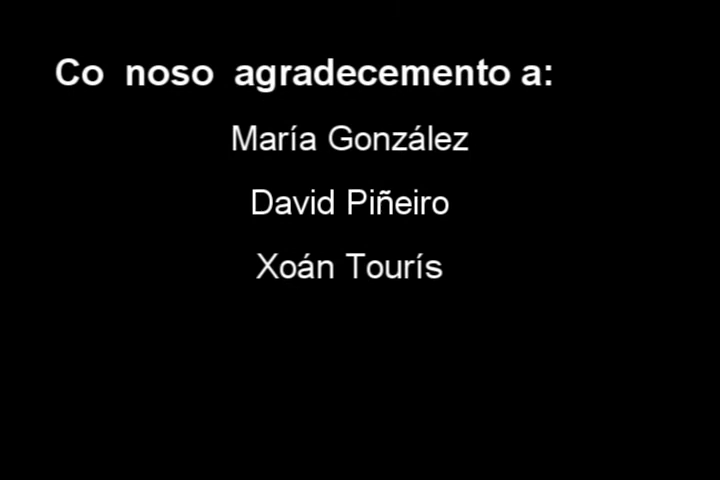 Co noso agradecemento a:
María González
David Piñeiro
Xoán Tourís